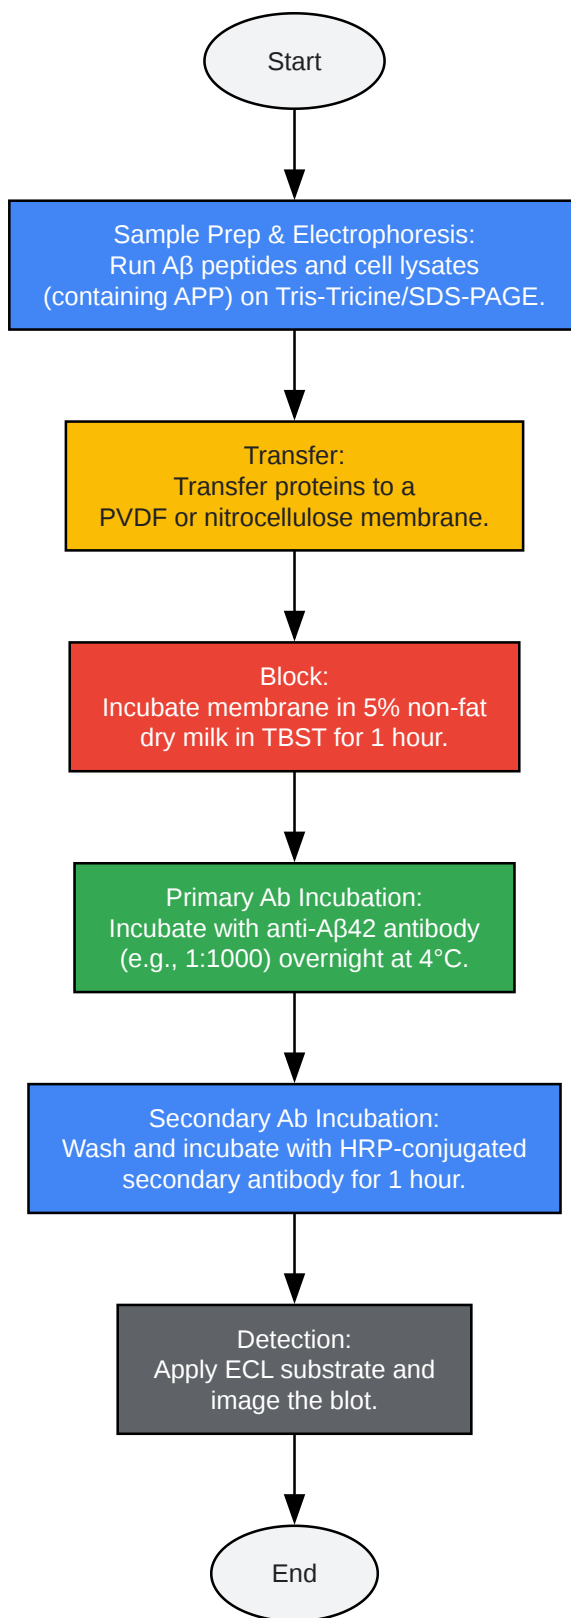 Start
Sample Prep & Electrophoresis:
Run Aβ peptides and cell lysates
(containing APP) on Tris-Tricine/SDS-PAGE.
Transfer:
Transfer proteins to a
PVDF or nitrocellulose membrane.
Block:
Incubate membrane in 5% non-fat
dry milk in TBST for 1 hour.
Primary Ab Incubation:
Incubate with anti-Aβ42 antibody
(e.g., 1:1000) overnight at 4°C.
Secondary Ab Incubation:
Wash and incubate with HRP-conjugated
secondary antibody for 1 hour.
Detection:
Apply ECL substrate and
image the blot.
End